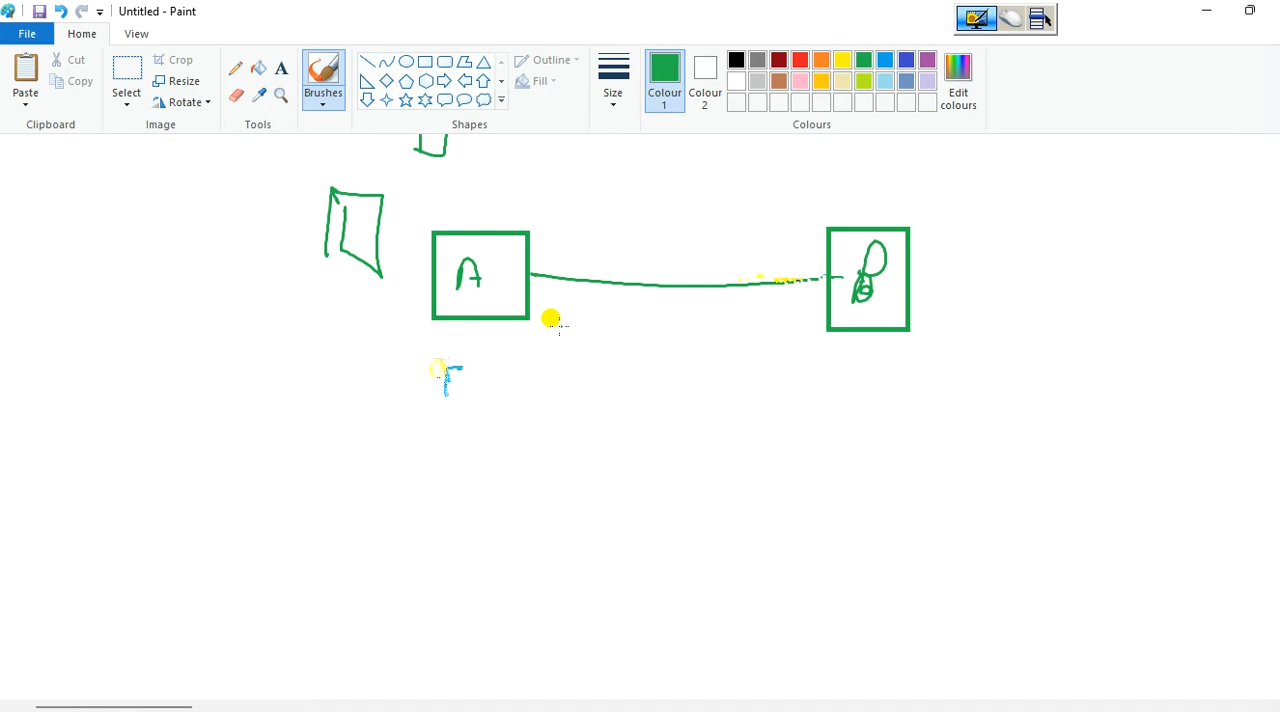 Untitled - Paint
File Home View
Paste
Cut
Copy
Clipboard
Select
Crop
Resize
Rotate
Image
Tools
Brushes
Shapes
Outline
Fill
Size
Colour 1
Colour 2
Edit colours
Colours
A